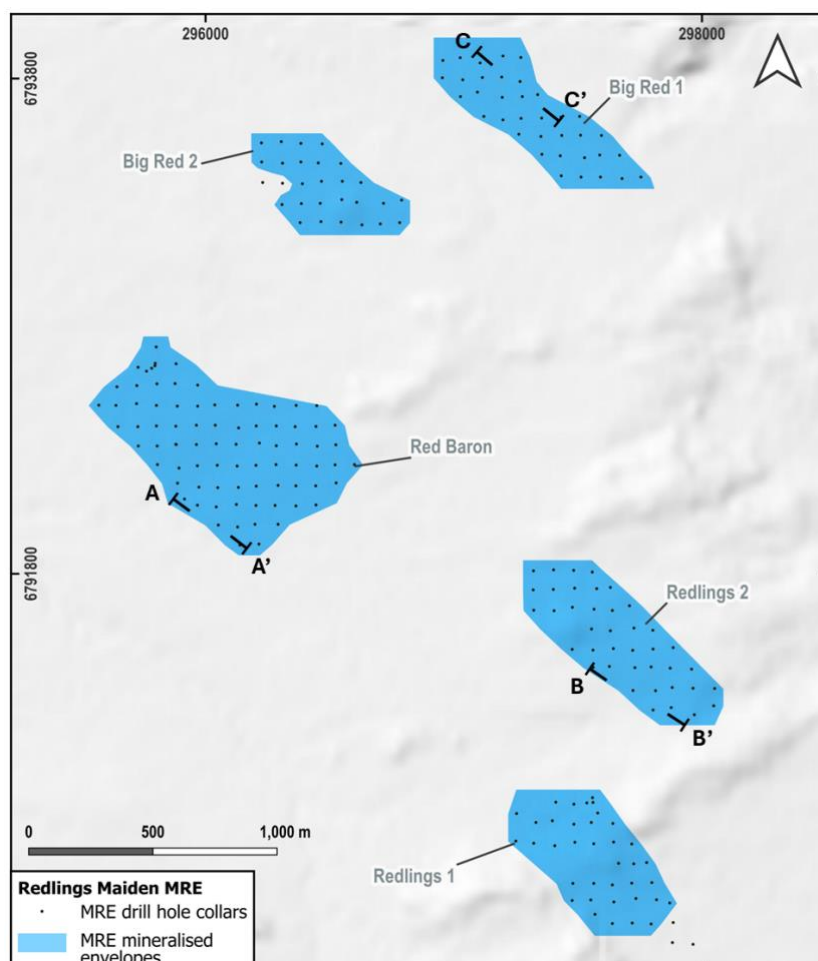 296000
298000
6793800
C
C’
Big Red 1
Big Red 2
Red Baron
A
A’
6791800
Redlings 2
B
B’
0 500 1,000 m
Redlings 1
Redlings Maiden MRE
MRE drill hole collars
MRE mineralised
envelopes